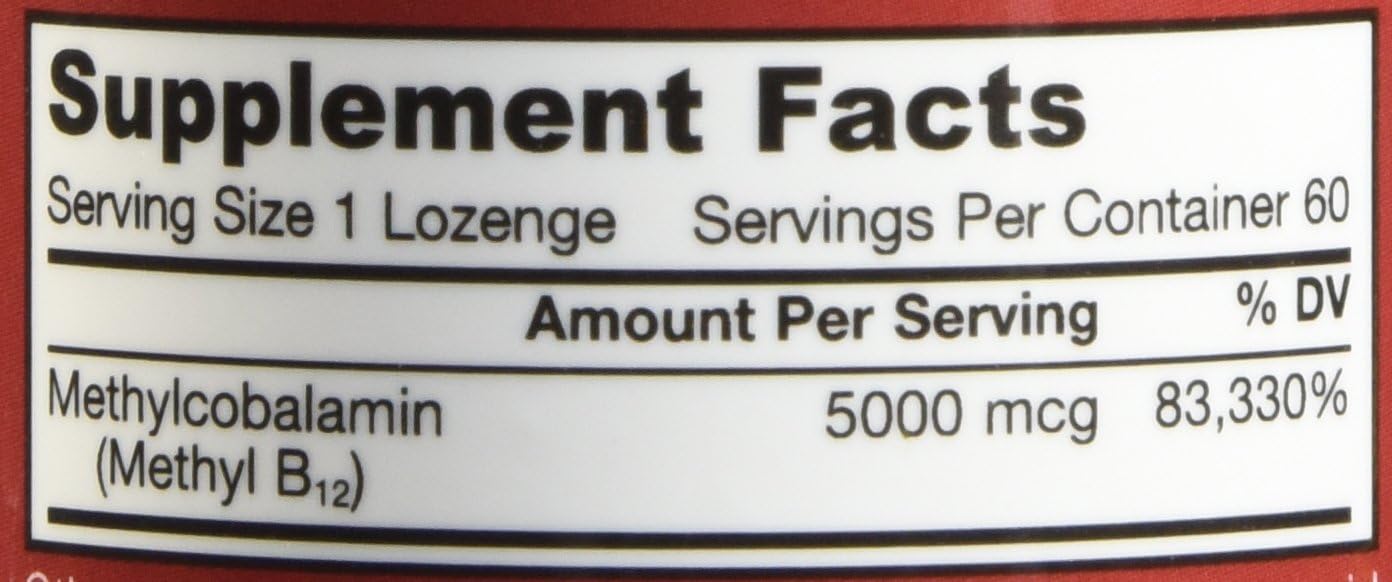 Supplement Facts
Serving Size 1 Lozenge Servings Per Container 60
Amount Per Serving % DV
Methylcobalamin 5000 mcg 83,330%
(Methyl B₁₂)